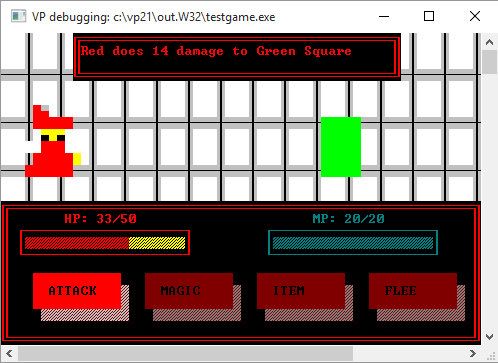 VP debugging: c:\vp21\out.W32\testgame.exe
Red does 14 damage to Green Square
HP: 33/50 MP: 20/20
ATTACK MAGIC ITEM FLEE